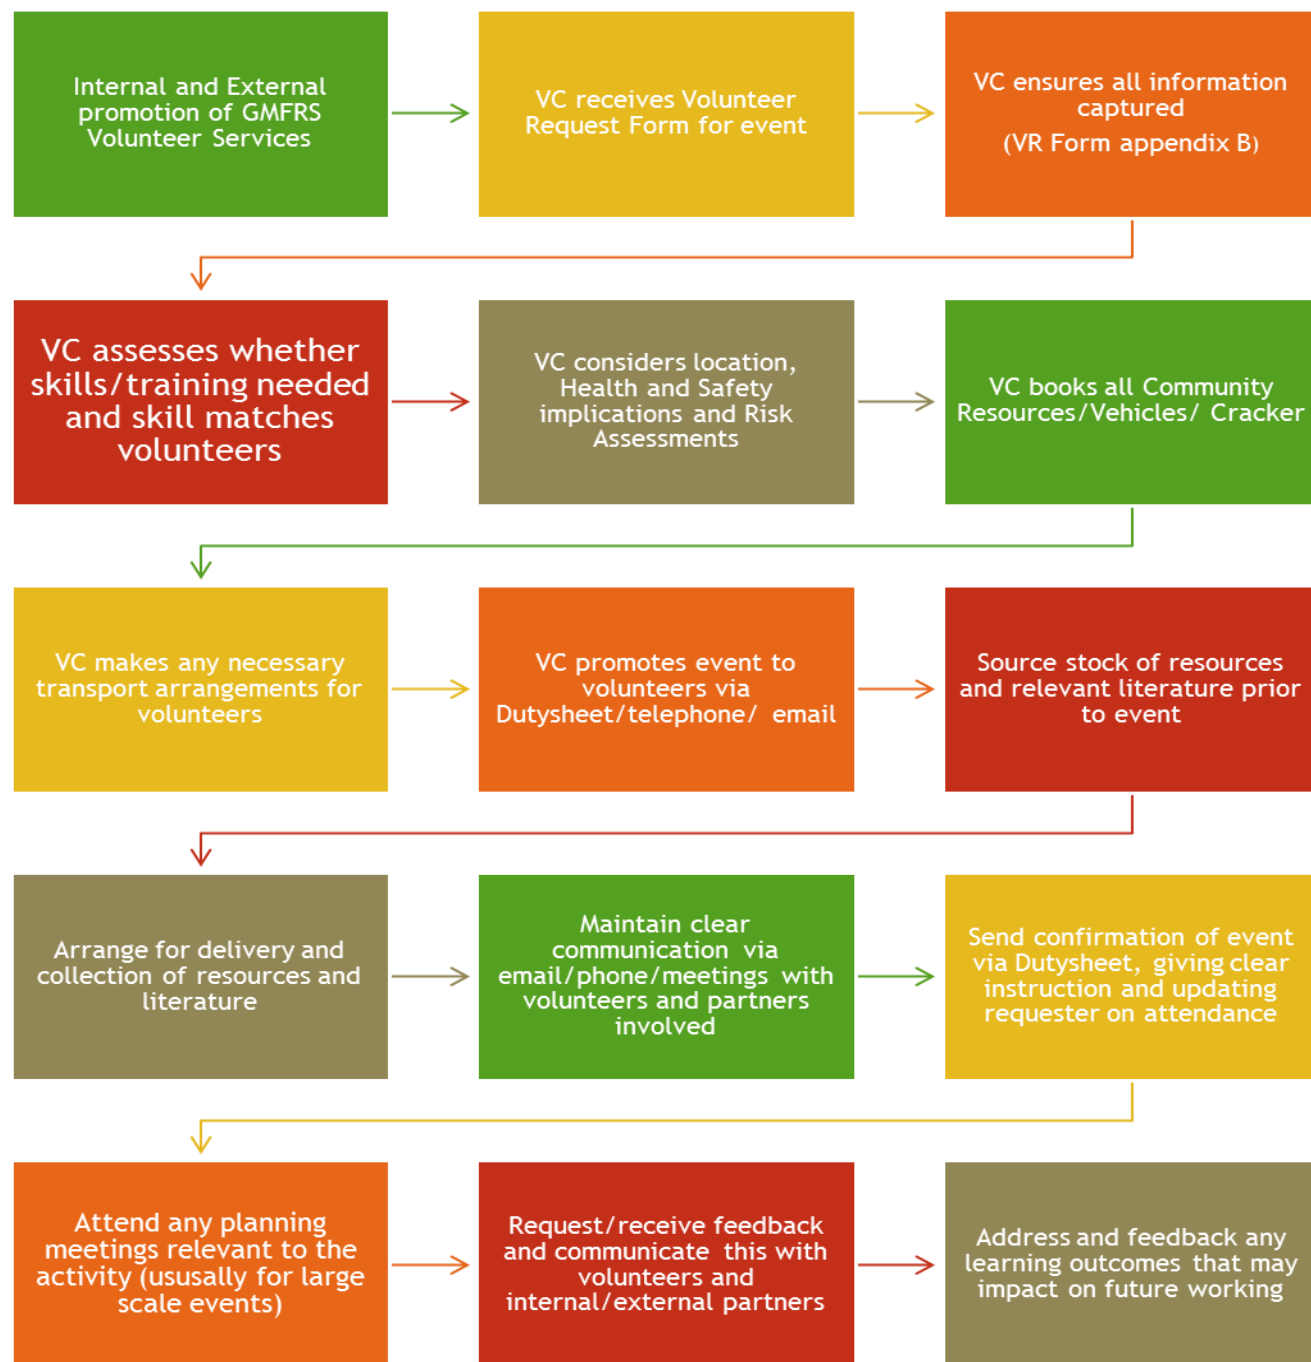 Internal and External
promotion of GMFRS
Volunteer Services
VC receives Volunteer
Request Form for event
VC ensures all information
captured
(VR Form appendix B)
VC assesses whether
skills/training needed
and skill matches
volunteers
VC considers location,
Health and Safety
implications and Risk
Assessments
VC books all Community
Resources/Vehicles/ Cracker
VC makes any necessary
transport arrangements for
volunteers
VC promotes event to
volunteers via
Dutysheet/telephone/ email
Source stock of resources
and relevant literature prior
to event
Arrange for delivery and
collection of resources and
literature
Maintain clear
communication via
email/phone/meetings with
volunteers and partners
involved
Send confirmation of event
via Dutysheet, giving clear
instruction and updating
requester on attendance
Attend any planning
meetings relevant to the
activity (ususally for large
scale events)
Request/receive feedback
and communicate this with
volunteers and
internal/external partners
Address and feedback any
learning outcomes that may
impact on future working